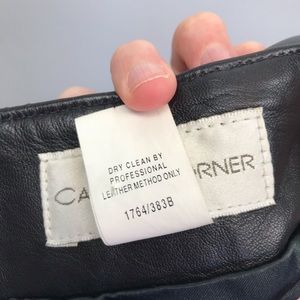 DRY CLEAN BY
PROFESSIONAL
LEATHER METHOD ONLY
1764/383B
CA RNER